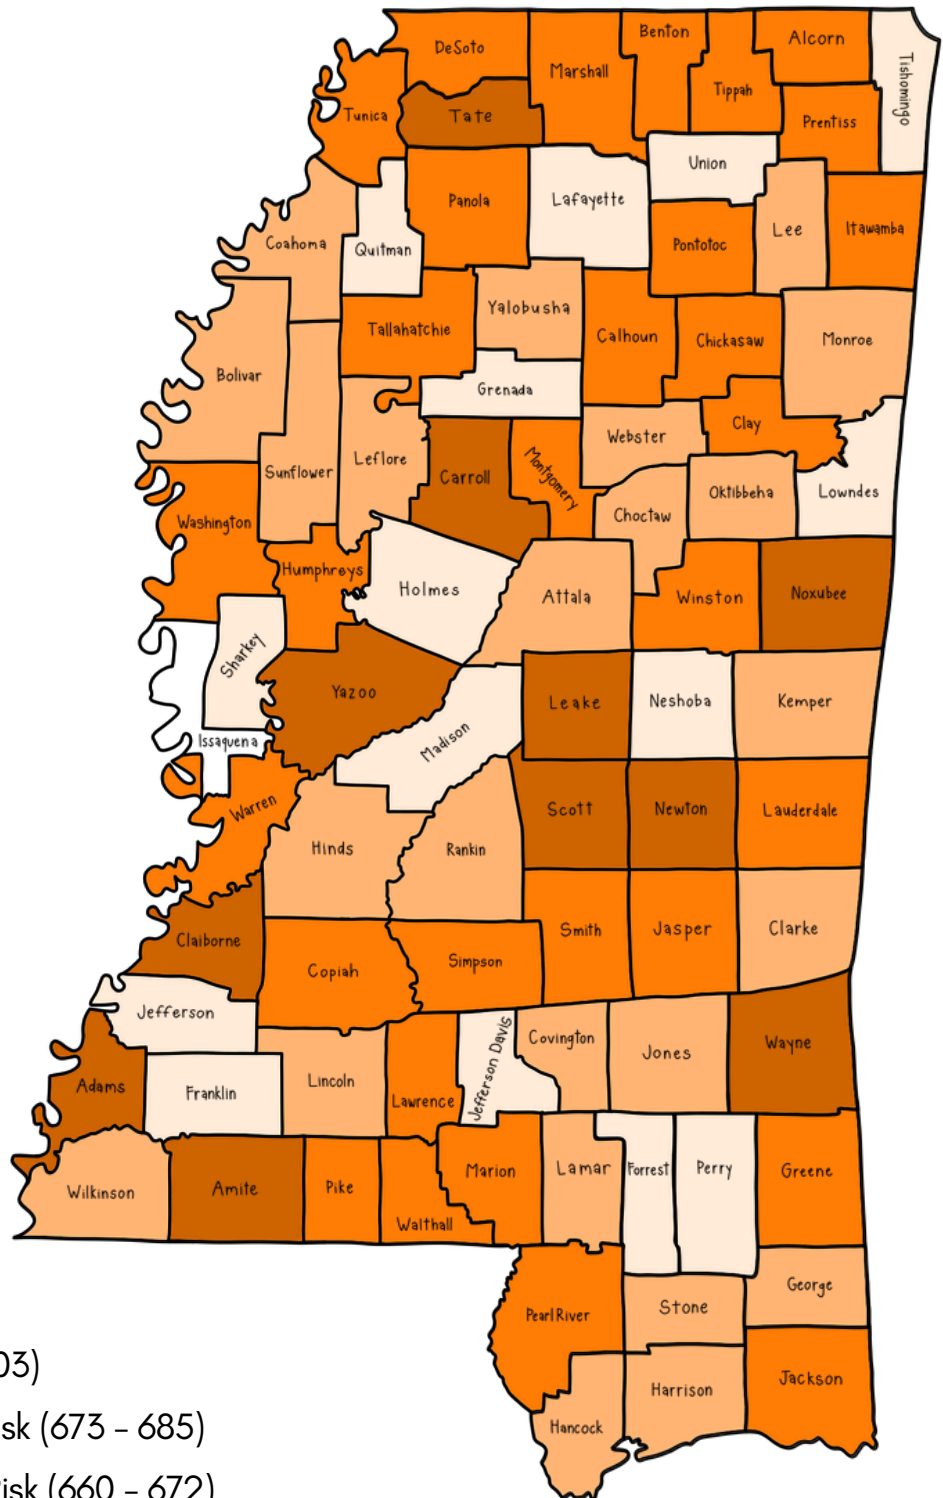 DeSoto
Benton
Alcorn
Tishomingo
Marshall
Tippah
Tunica
Tate
Prentiss
Union
Panola
Lafayette
Pontotoc
Lee
Itawamba
Coahoma
Quitman
Yalobusha
Tallahatchie
Calhoun
Chickasaw
Monroe
Bolivar
Grenada
Clay
Webster
Leflore
Sunflower
Carroll
Montgomery
Oktibbeha
Lowndes
Choctaw
Washington
Humphreys
Holmes
Attala
Winston
Noxubee
Sharkey
Yazoo
Leake
Neshoba
Kemper
Issaquena
Madison
Warren
Scott
Newton
Lauderdale
Hinds
Rankin
Claiborne
Smith
Jasper
Clarke
Copiah
Simpson
Jefferson
Jefferson Davis
Covington
Jones
Wayne
Adams
Franklin
Lincoln
Lawrence
Wilkinson
Amite
Pike
Walthall
Marion
Lamar
Forrest
Perry
Greene
George
Pearl River
Stone
Jackson
Harrison
Hancock
03)
sk (673 – 685)
Risk (660 – 672)